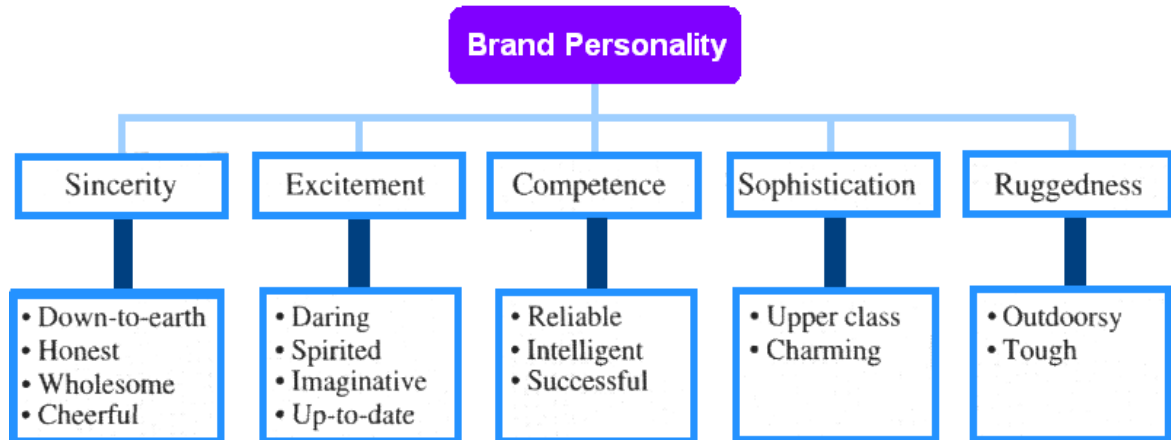 Brand Personality
Sincerity
Excitement
Competence
Sophistication
Ruggedness
• Down-to-earth
• Honest
• Wholesome
• Cheerful
• Daring
• Spirited
• Imaginative
• Up-to-date
• Reliable
• Intelligent
• Successful
• Upper class
• Charming
• Outdoorsy
• Tough